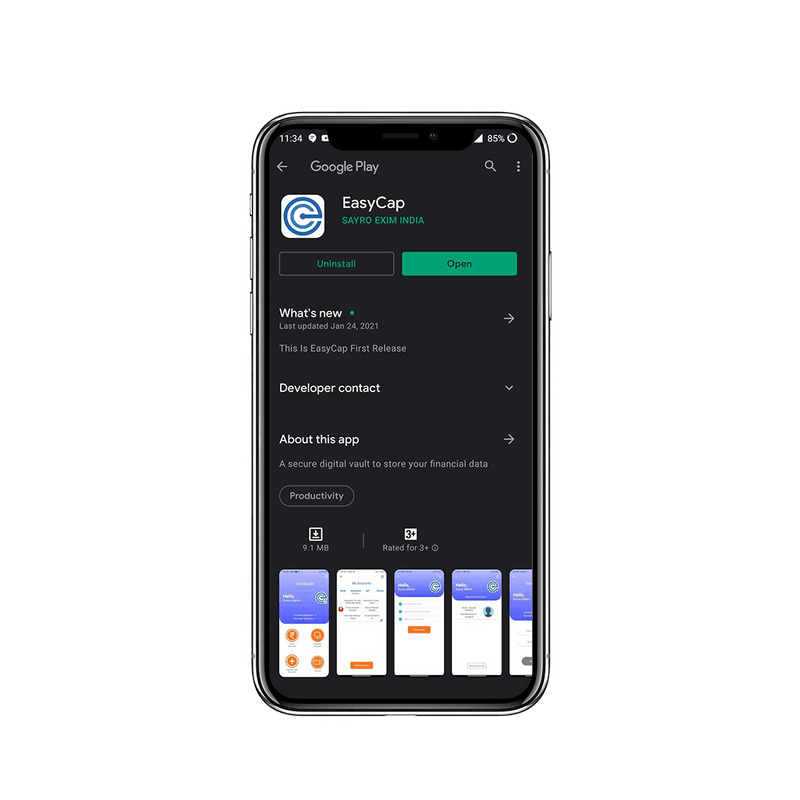 11:34
85%
Google Play
EasyCap
SAYRO EXIM INDIA
Uninstall
Open
What's new
Last updated Jan 24, 2021
This Is EasyCap First Release
Developer contact
About this app
A secure digital vault to store your financial data
Productivity
3+
9.1 MB
Rated for 3+
Dashboard
My Accounts
Hello,
Hello,
Hello,
Hello,